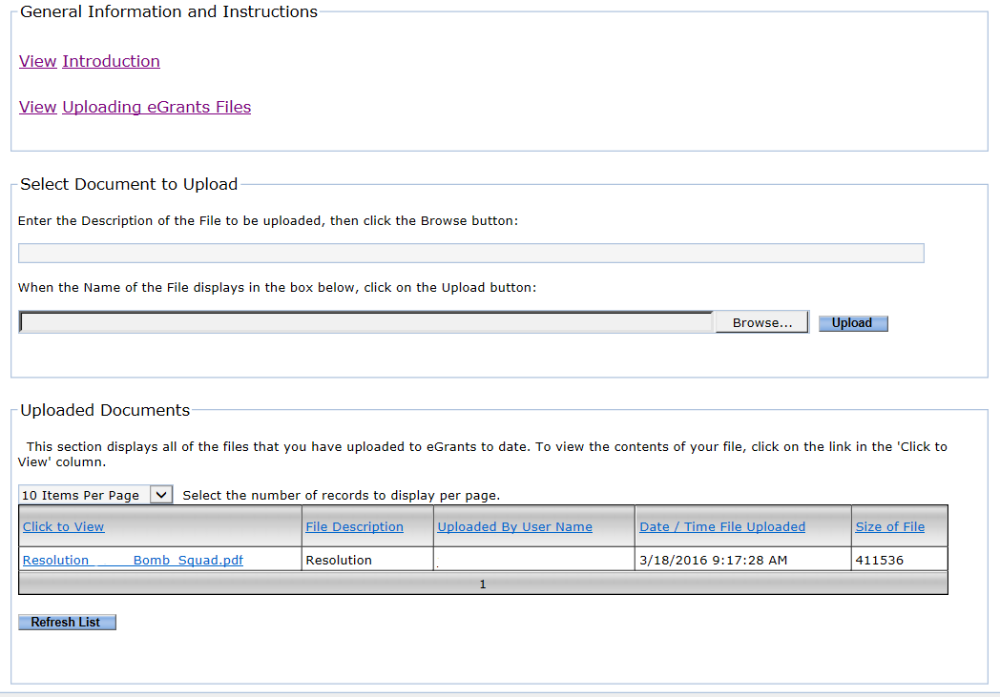 General Information and Instructions
View Introduction
View Uploading eGrants Files
Select Document to Upload
Enter the Description of the File to be uploaded, then click the Browse button:
When the Name of the File displays in the box below, click on the Upload button:
Browse... Upload
Uploaded Documents
This section displays all of the files that you have uploaded to eGrants to date. To view the contents of your file, click on the link in the 'Click to
View' column.
10 Items Per Page Select the number of records to display per page.
Click to View File Description Uploaded By User Name Date / Time File Uploaded Size of File
Resolution_ Bomb_Squad.pdf Resolution 3/18/2016 9:17:28 AM 411536
1
Refresh List